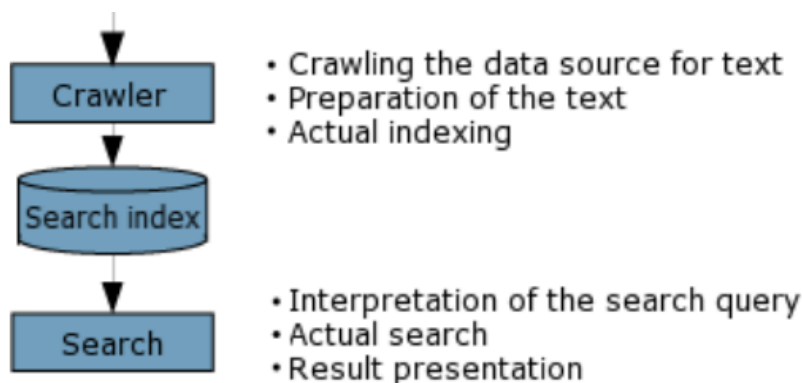 Crawler
• Crawling the data source for text
• Preparation of the text
• Actual indexing
Search index
Search
• Interpretation of the search query
• Actual search
• Result presentation